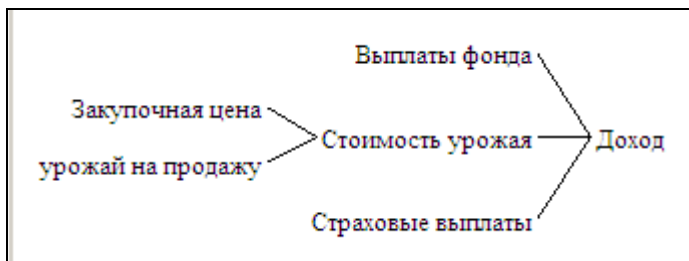 Выплаты фонда
Закупочная цена
Стоимость урожая
Доход
урожай на продажу
Страховые выплаты